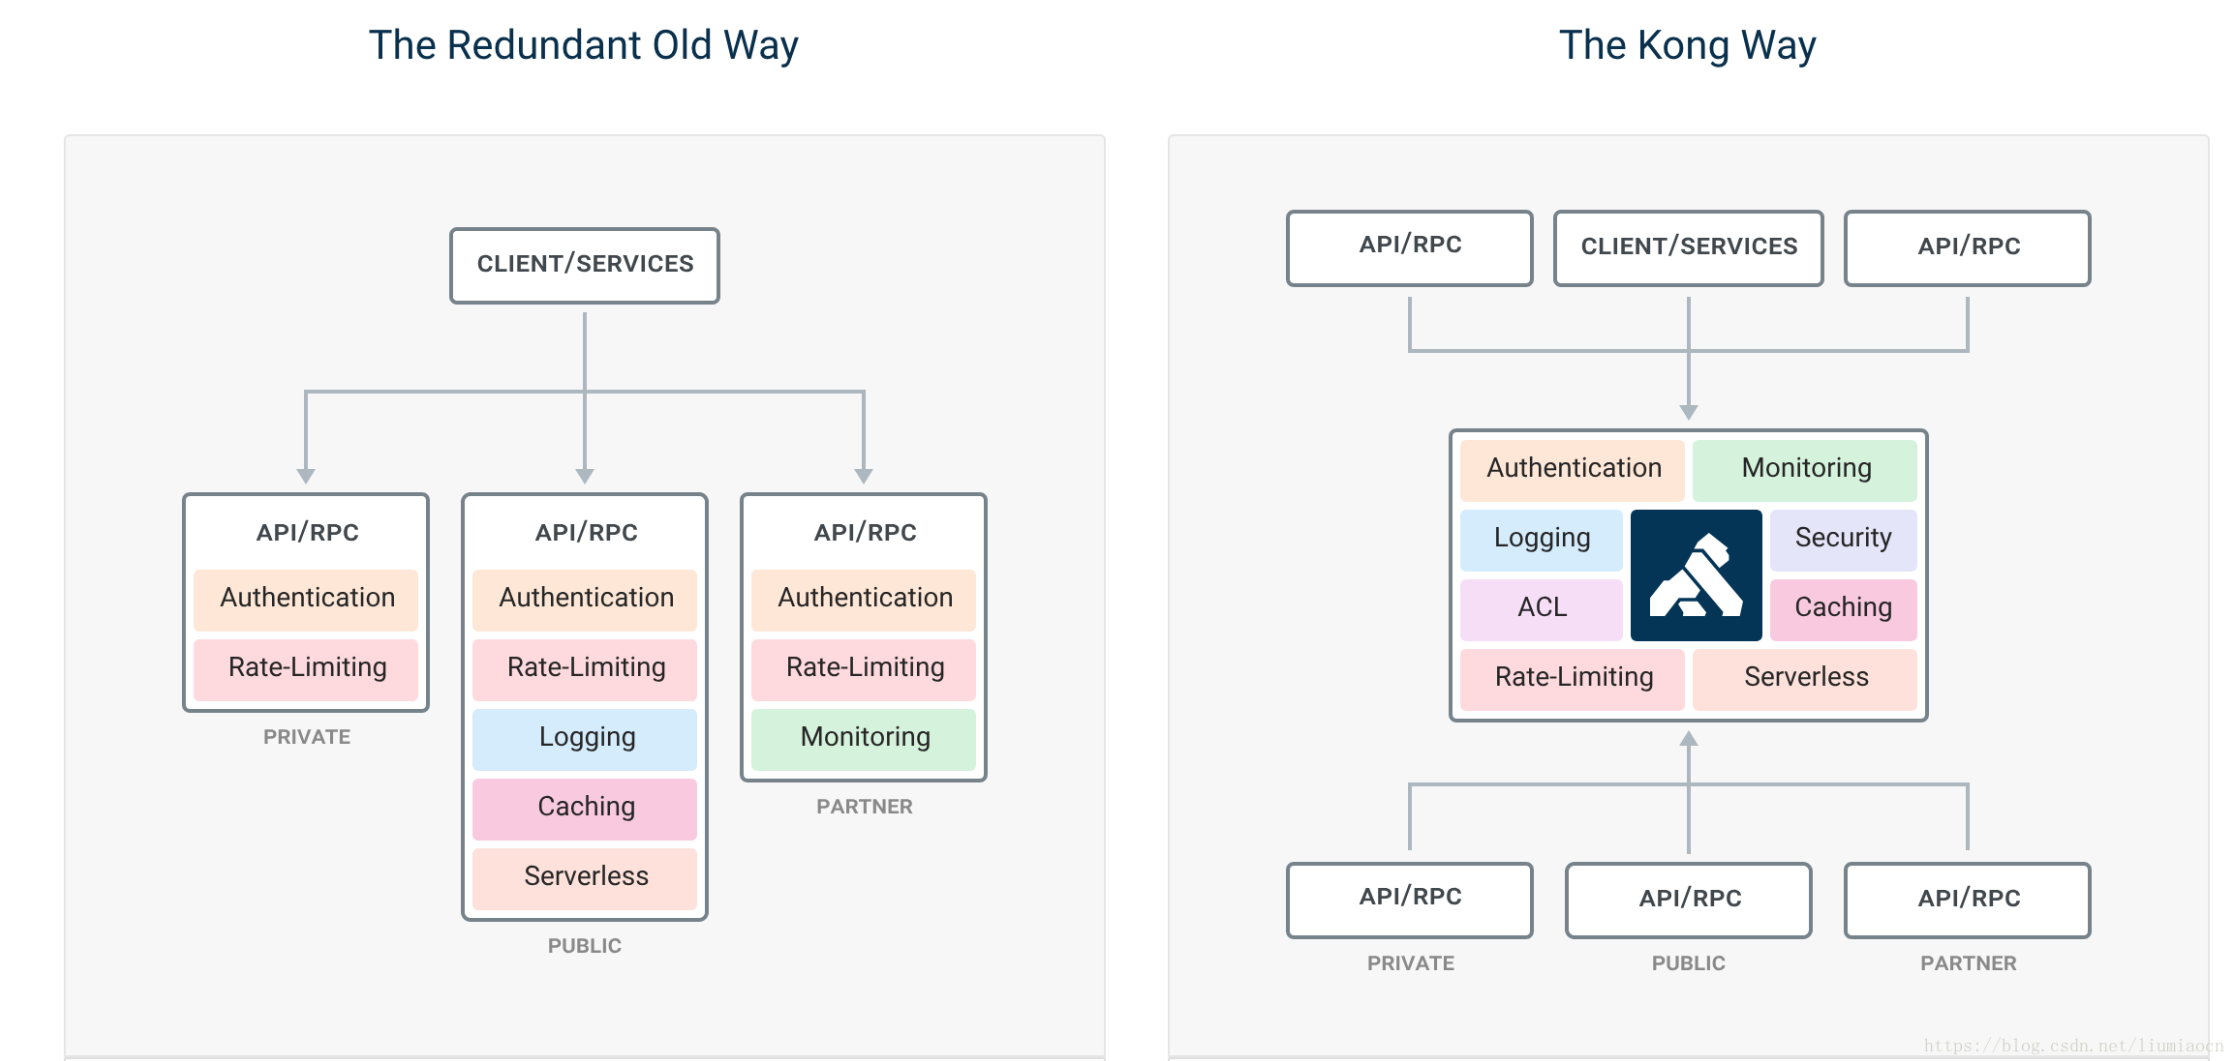 The Redundant Old Way
CLIENT/SERVICES
API/RPC
Authentication
Rate-Limiting
PRIVATE
API/RPC
Authentication
Rate-Limiting
Logging
Caching
Serverless
PUBLIC
API/RPC
Authentication
Rate-Limiting
Monitoring
PARTNER
The Kong Way
API/RPC
CLIENT/SERVICES
API/RPC
Authentication
Monitoring
Logging
Security
ACL
Caching
Rate-Limiting
Serverless
API/RPC
PRIVATE
API/RPC
PUBLIC
API/RPC
PARTNER
https://blog.csdn.net/liumiaocn